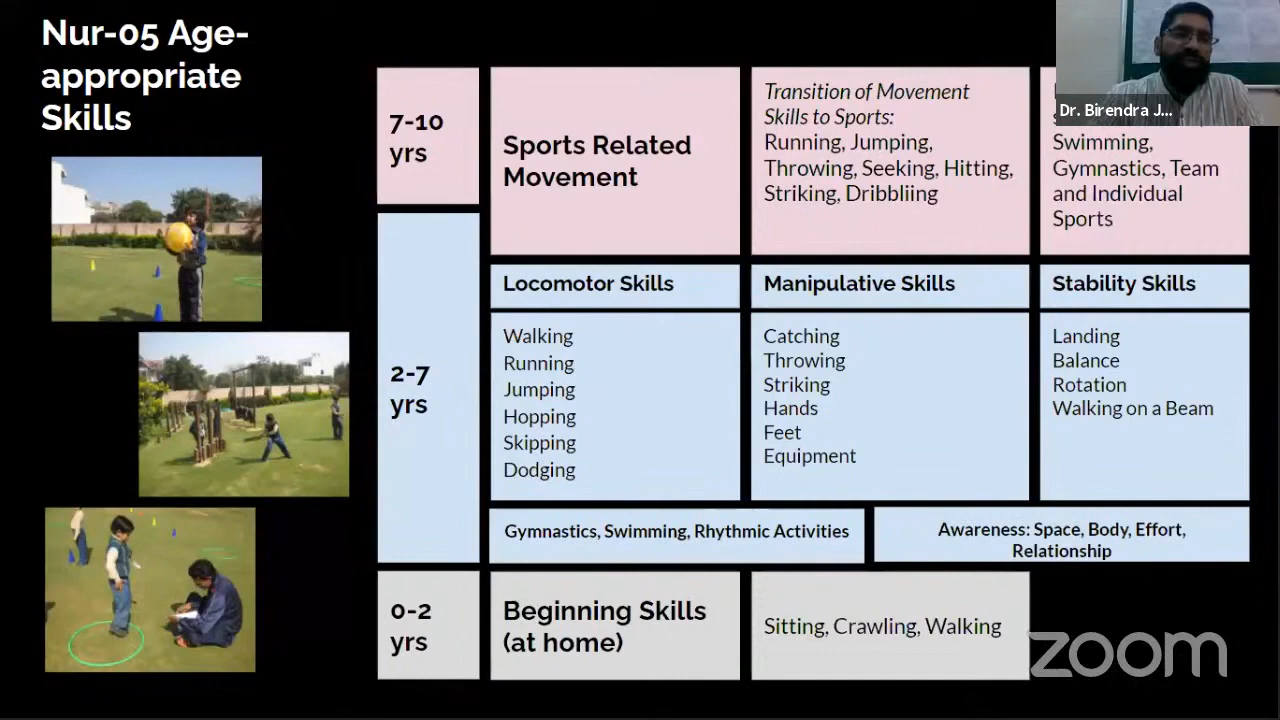 Nur-05 Age-
appropriate
Skills
Dr. Birendra J...
7-10
yrs
Sports Related
Movement
Transition of Movement
Skills to Sports:
Running, Jumping,
Throwing, Seeking, Hitting,
Striking, Dribbliing
Swimming,
Gymnastics, Team
and Individual
Sports
2-7
yrs
Locomotor Skills
Walking
Running
Jumping
Hopping
Skipping
Dodging
Manipulative Skills
Catching
Throwing
Striking
Hands
Feet
Equipment
Stability Skills
Landing
Balance
Rotation
Walking on a Beam
Gymnastics, Swimming, Rhythmic Activities
Awareness: Space, Body, Effort,
Relationship
0-2
yrs
Beginning Skills
(at home)
Sitting, Crawling, Walking
zoom